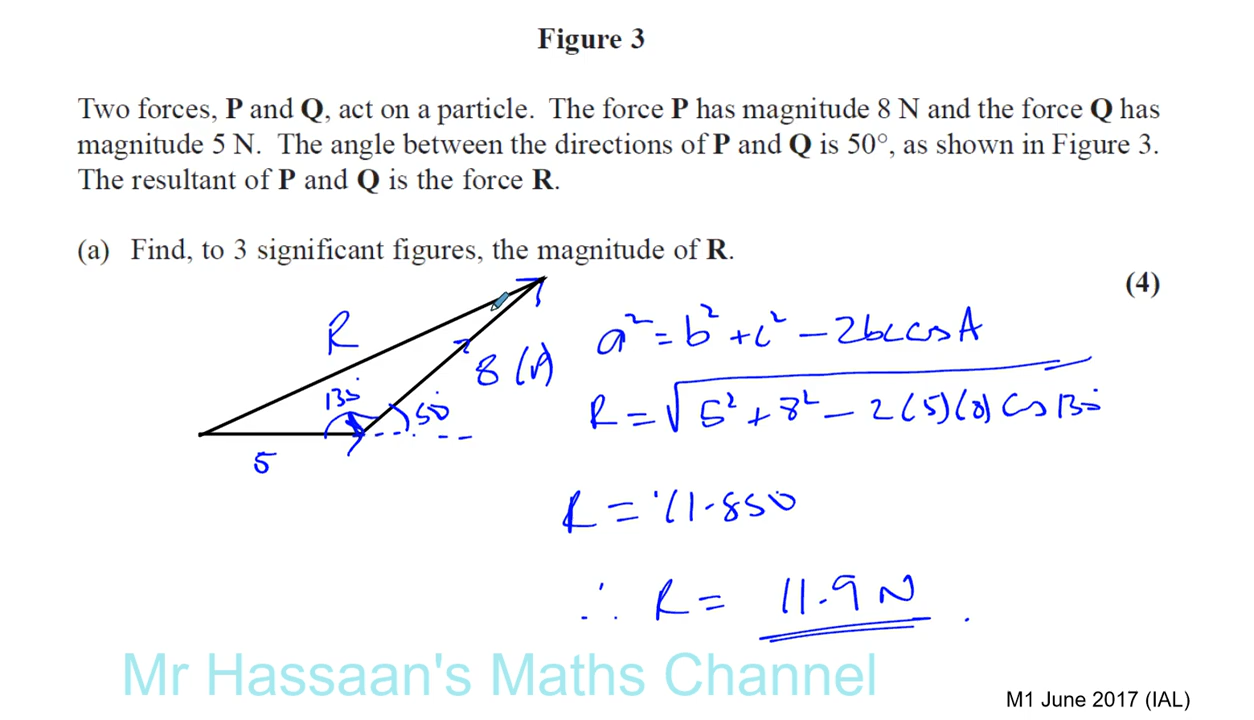 Figure 3
Two forces, P and Q, act on a particle. The force P has magnitude 8 N and the force Q has
magnitude 5 N. The angle between the directions of P and Q is 50°, as shown in Figure 3.
The resultant of P and Q is the force R.
(a) Find, to 3 significant figures, the magnitude of R.
(4)
R
8 (P)
130°
50°
5
a² = b² + c² − 2bc cos A
R = √5² + 8² − 2(5)(8) cos 130°
R = 11.850
∴ R = 11.9 N
Mr Hassaan's Maths Channel
M1 June 2017 (IAL)